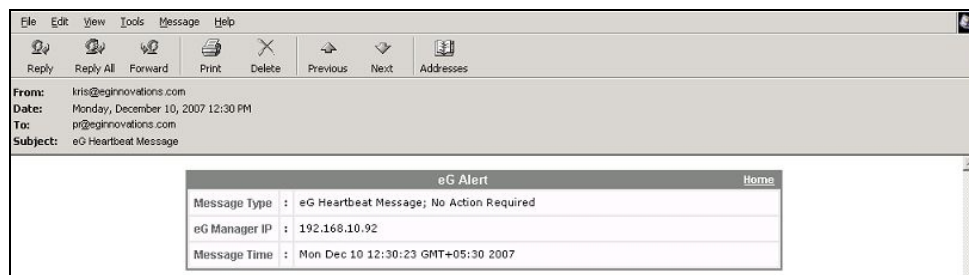 File Edit View Tools Message Help
Reply Reply All Forward Print Delete Previous Next Addresses
From: kris@eginnovations.com
Date: Monday, December 10, 2007 12:30 PM
To: pr@eginnovations.com
Subject: eG Heartbeat Message
eG Alert Home
Message Type : eG Heartbeat Message; No Action Required
eG Manager IP : 192.168.10.92
Message Time : Mon Dec 10 12:30:23 GMT+05:30 2007